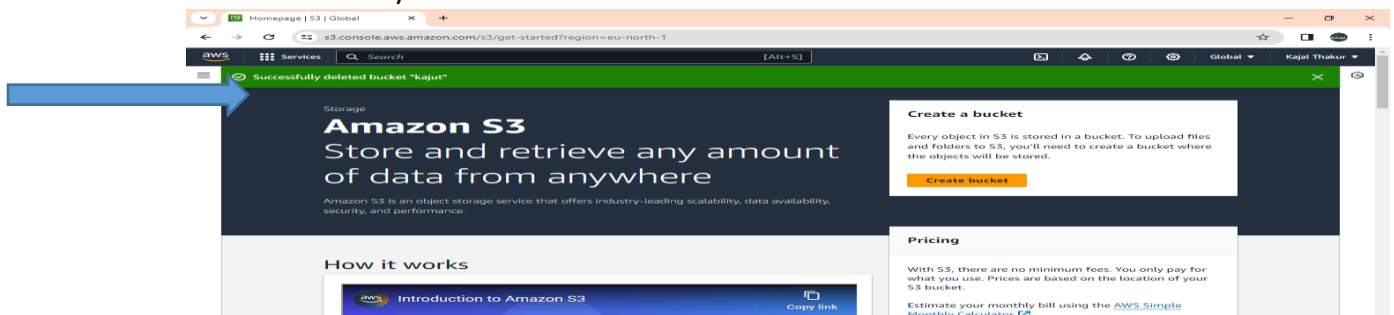 Homepage | S3 | Global
s3.console.aws.amazon.com/s3/get-started?region=eu-north-1
aws Services Search [Alt+S] Global Kajal Thakur
Successfully deleted bucket "kajut"
Storage
Amazon S3
Store and retrieve any amount
of data from anywhere
Amazon S3 is an object storage service that offers industry-leading scalability, data availability,
security, and performance.
Create a bucket
Every object in S3 is stored in a bucket. To upload files
and folders to S3, you'll need to create a bucket where
the objects will be stored.
Create bucket
Pricing
With S3, there are no minimum fees. You only pay for
what you use. Prices are based on the location of your
S3 bucket.
Estimate your monthly bill using the AWS Simple
Monthly Calculator
How it works
aws Introduction to Amazon S3
Copy link